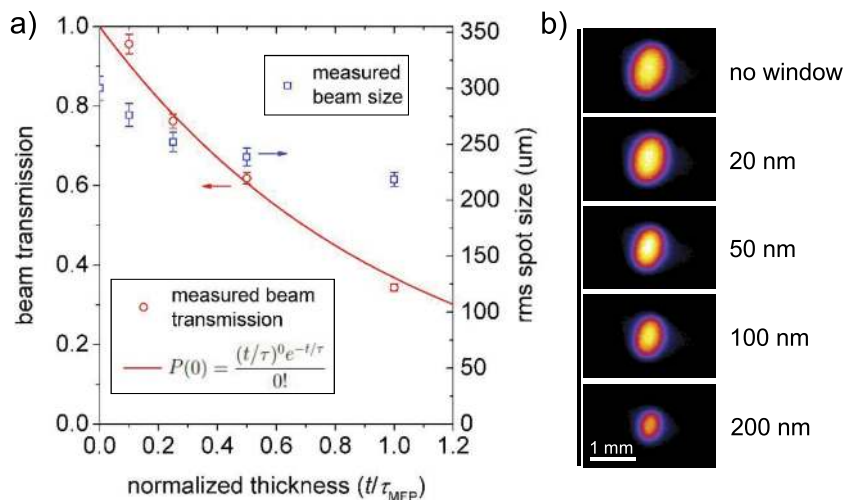 a)
1.0
0.8
0.6
0.4
0.2
0.0
beam transmission
350
300
250
200
150
100
50
0
rms spot size (um)
measured
beam size
measured beam
transmission
P(0) = (t/τ)^0 e^{-t/τ} / 0!
0.0 0.2 0.4 0.6 0.8 1.0 1.2
normalized thickness (t/τ_MFP)
b)
no window
20 nm
50 nm
100 nm
200 nm
1 mm